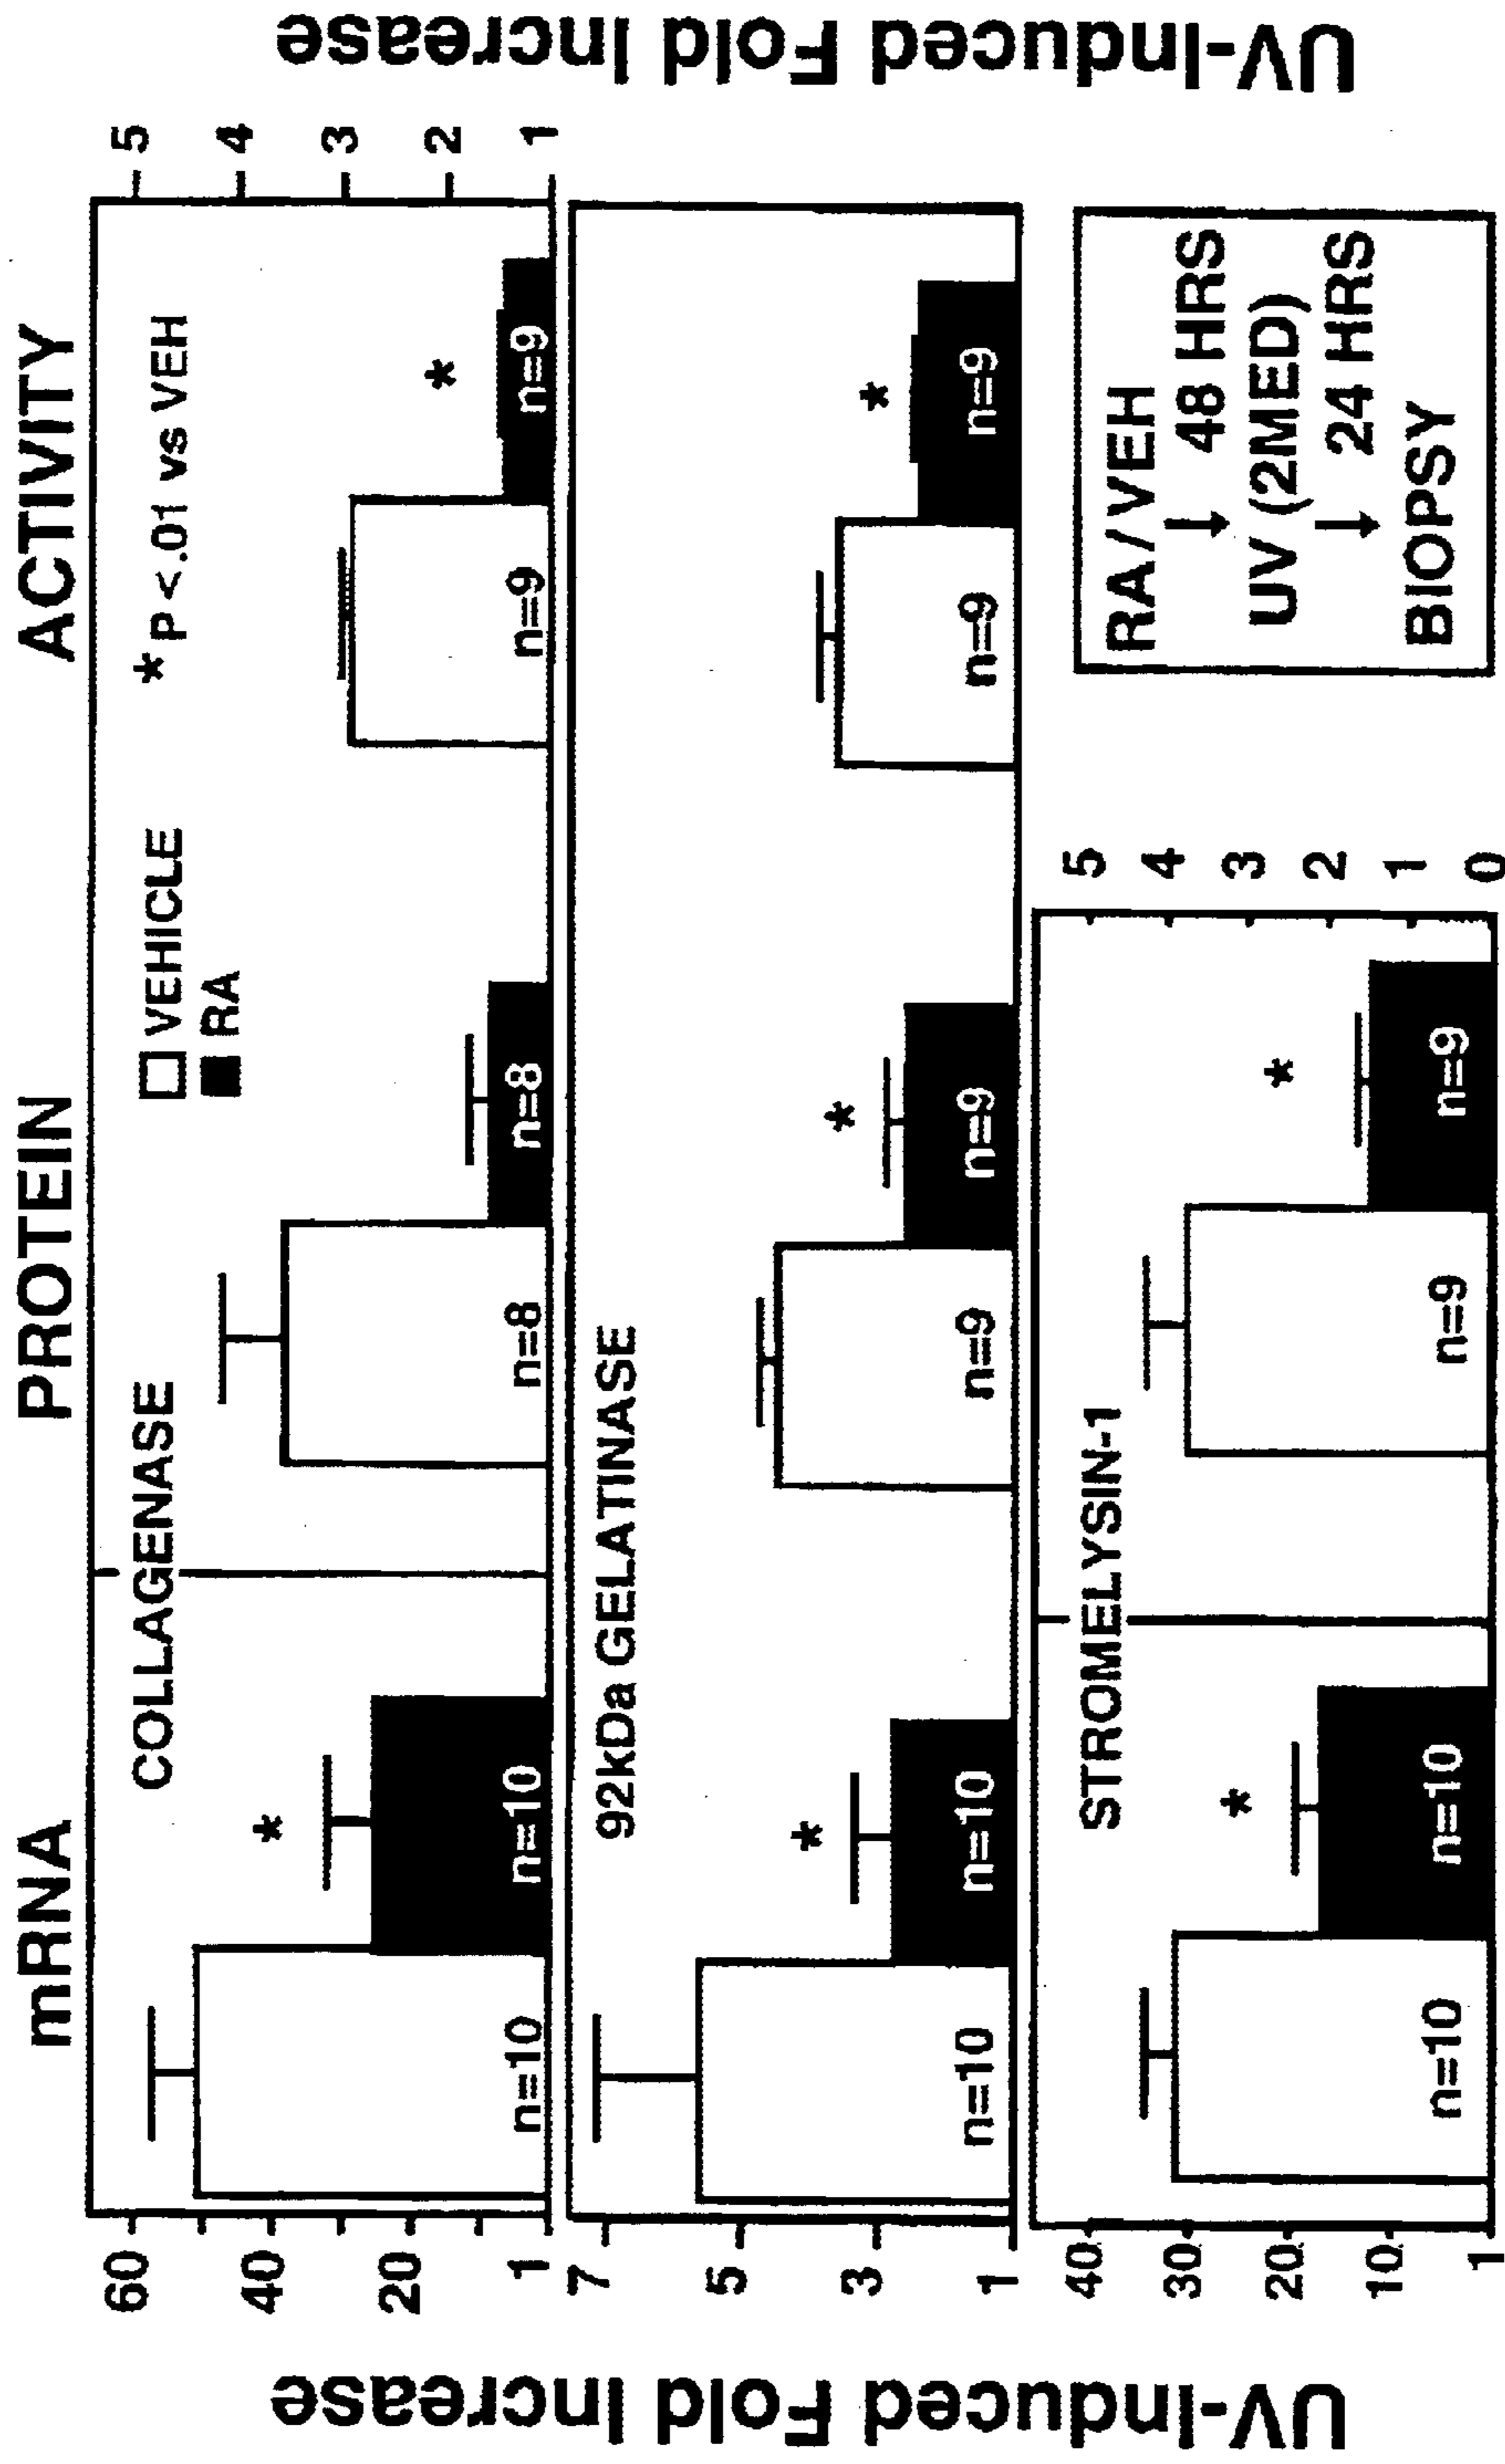 mRNA
PROTEIN
ACTIVITY
UV-Induced Fold Increase
UV-Induced Fold Increase
60
40
20
1
COLLAGENASE
VEHICLE
RA
*P<.01 vs VEH
*
*
n=10
n=10
n=8
n=8
n=9
n=9
5
4
3
2
1
7
5
3
1
92kDa GELATINASE
*
*
*
n=10
n=10
n=9
n=9
n=9
n=9
40
30
20
10
1
STROMELYSIN-1
*
*
n=10
n=10
n=9
n=9
5
4
3
2
1
0
RA/VEH
↓ 48 HRS
UV (2MED)
↓ 24 HRS
BIOPSY